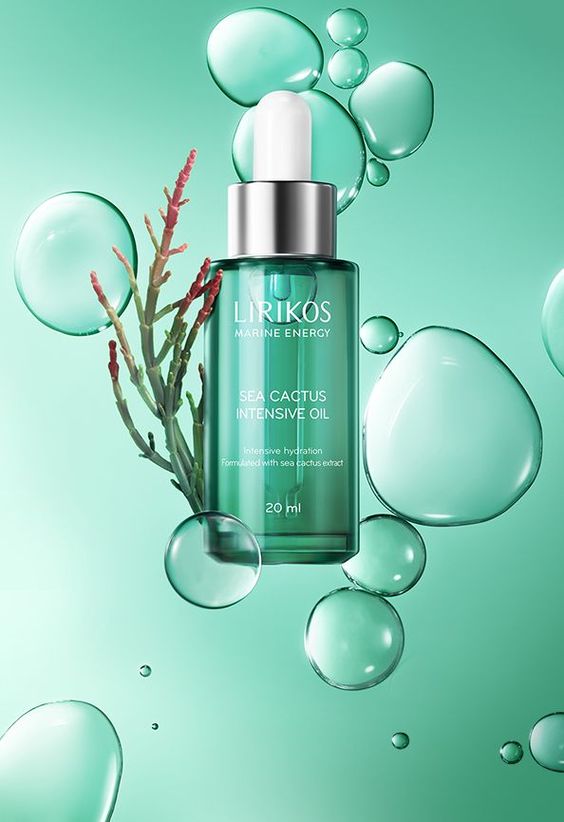 LIRIKOS
MARINE ENERGY
SEA CACTUS
INTENSIVE OIL
Intensive hydration
Formulated with sea cactus extract
20 ml